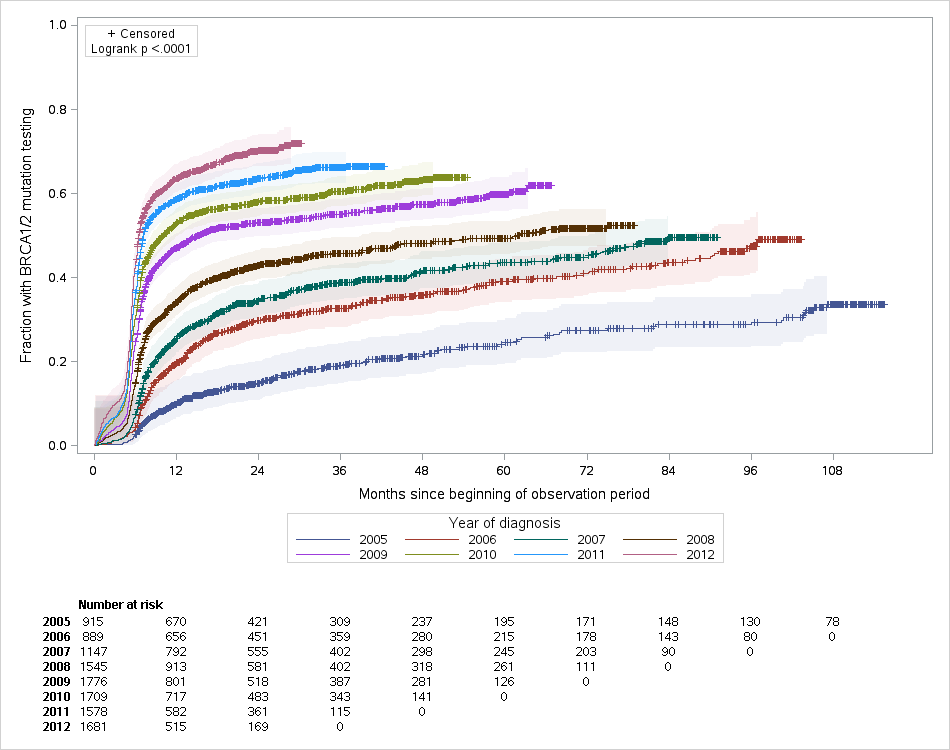 1.0
+ Censored
Logrank p <.0001
0.8
0.6
0.4
0.2
0.0
Fraction with BRCA1/2 mutation testing
0 12 24 36 48 60 72 84 96 108
Months since beginning of observation period
Year of diagnosis
2005 2006 2007 2008
2009 2010 2011 2012
Number at risk
2005 915 670 421 309 237 195 171 148 130 78
2006 889 656 451 359 280 215 178 143 80 0
2007 1147 792 555 402 298 245 203 90 0
2008 1545 913 581 402 318 261 111 0
2009 1776 801 518 387 281 126 0
2010 1709 717 483 343 141 0
2011 1578 582 361 115 0
2012 1681 515 169 0